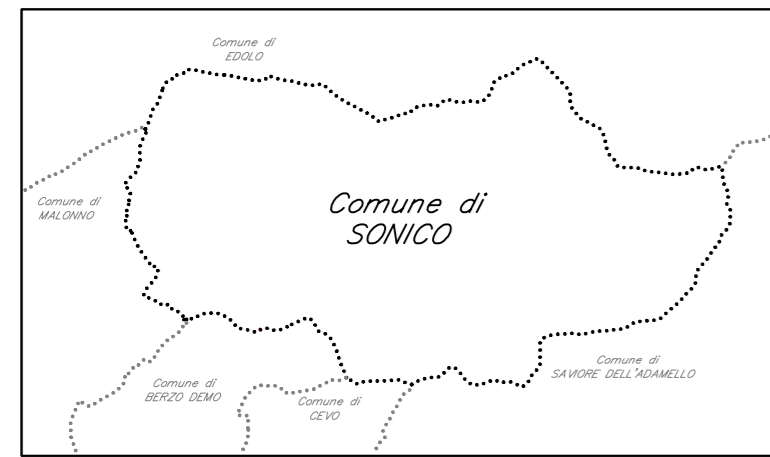 Comune di
EDOLO
Comune di
MALONNO
Comune di
SONICO
Comune di
SAVIORE DELL'ADAMELLO
Comune di
BERZO DEMO
Comune di
CEVO